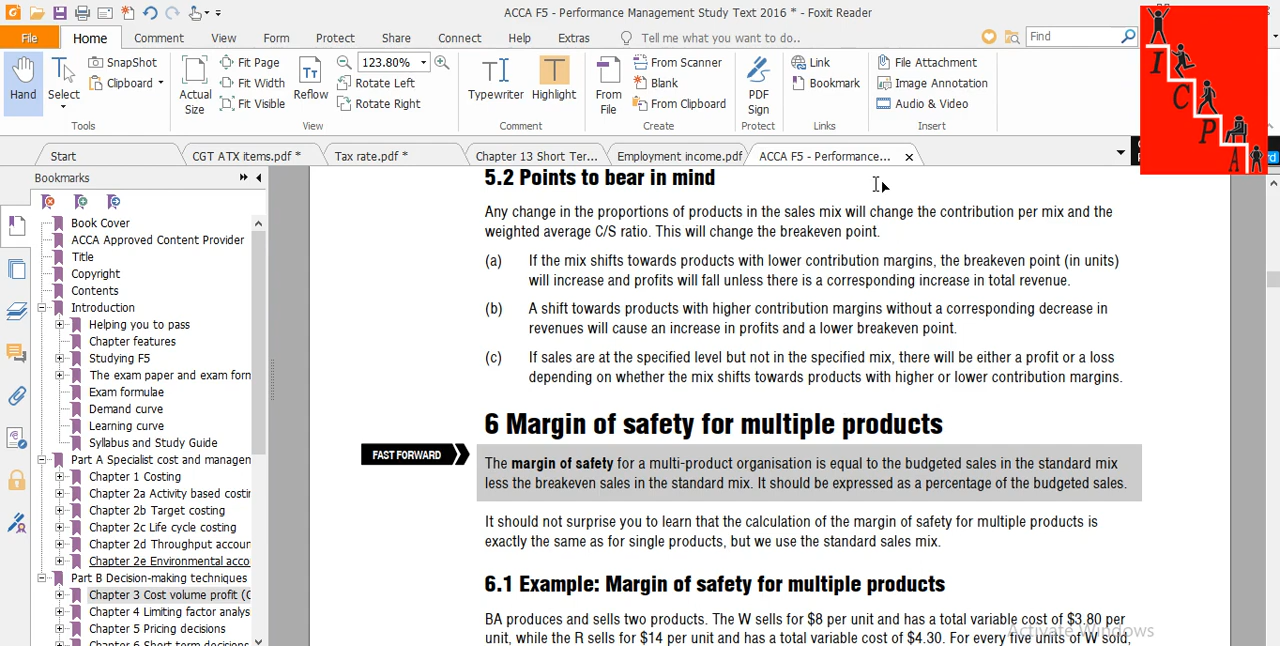 ACCA F5 - Performance Management Study Text 2016 * - Foxit Reader
File Home Comment View Form Protect Share Connect Help Extras Tell me what you want to do.. Find
Hand
Select
SnapShot
Clipboard
Tools
Actual Size
Fit Page
Fit Width
Fit Visible
Reflow
123.80%
Rotate Left
Rotate Right
View
Typewriter
Highlight
Comment
From File
From Scanner
Blank
From Clipboard
Create
PDF Sign
Protect
Link
Bookmark
Links
File Attachment
Image Annotation
Audio & Video
Insert
I
C
P
A
Start CGT ATX items.pdf * Tax rate.pdf * Chapter 13 Short Ter... Employment income.pdf ACCA F5 - Performance...
Bookmarks
Book Cover
ACCA Approved Content Provider
Title
Copyright
Contents
Introduction
Helping you to pass
Chapter features
Studying F5
The exam paper and exam form
Exam formulae
Demand curve
Learning curve
Syllabus and Study Guide
Part A Specialist cost and managem
Chapter 1 Costing
Chapter 2a Activity based costin
Chapter 2b Target costing
Chapter 2c Life cycle costing
Chapter 2d Throughput accour
Chapter 2e Environmental acco
Part B Decision-making techniques
Chapter 3 Cost volume profit (C
Chapter 4 Limiting factor analys
Chapter 5 Pricing decisions
Chapter 6 Short term decisions
5.2 Points to bear in mind
Any change in the proportions of products in the sales mix will change the contribution per mix and the
weighted average C/S ratio. This will change the breakeven point.
(a) If the mix shifts towards products with lower contribution margins, the breakeven point (in units)
will increase and profits will fall unless there is a corresponding increase in total revenue.
(b) A shift towards products with higher contribution margins without a corresponding decrease in
revenues will cause an increase in profits and a lower breakeven point.
(c) If sales are at the specified level but not in the specified mix, there will be either a profit or a loss
depending on whether the mix shifts towards products with higher or lower contribution margins.
6 Margin of safety for multiple products
FAST FORWARD
The margin of safety for a multi-product organisation is equal to the budgeted sales in the standard mix
less the breakeven sales in the standard mix. It should be expressed as a percentage of the budgeted sales.
It should not surprise you to learn that the calculation of the margin of safety for multiple products is
exactly the same as for single products, but we use the standard sales mix.
6.1 Example: Margin of safety for multiple products
BA produces and sells two products. The W sells for $8 per unit and has a total variable cost of $3.80 per
unit, while the R sells for $14 per unit and has a total variable cost of $4.30. For every five units of W sold,
Activate Windows